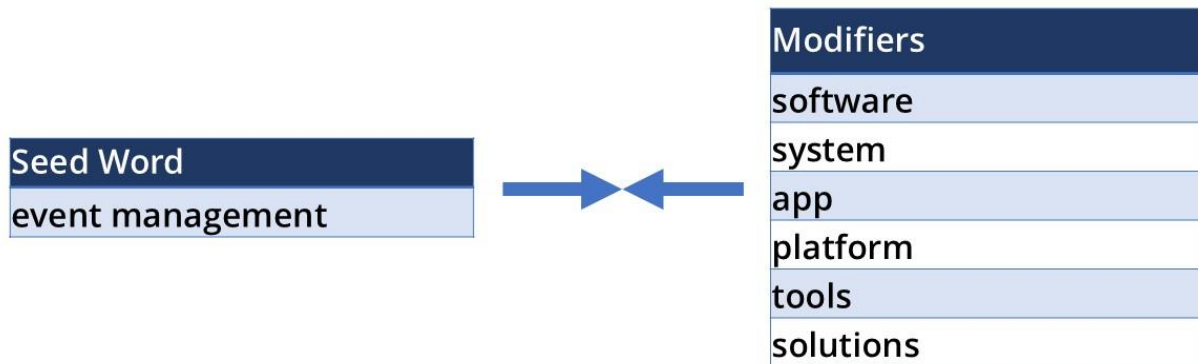 Seed Word
event management
Modifiers
software
system
app
platform
tools
solutions